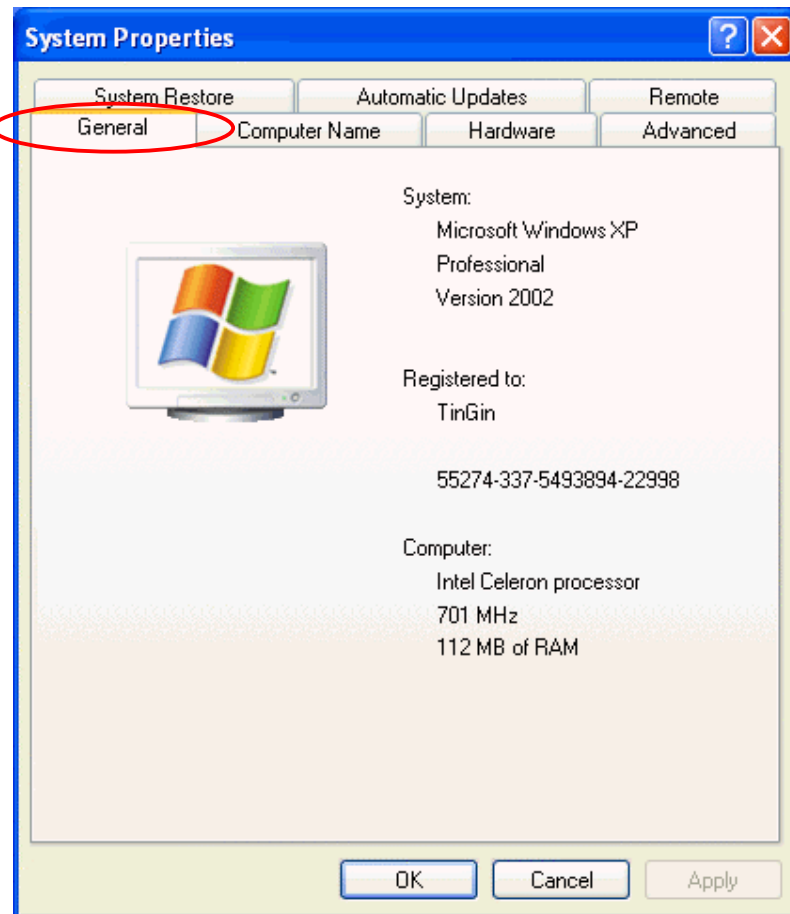 System Properties
System Restore Automatic Updates Remote
General Computer Name Hardware Advanced
System:
Microsoft Windows XP
Professional
Version 2002
Registered to:
TinGin
55274-337-5493894-22998
Computer:
Intel Celeron processor
701 MHz
112 MB of RAM
OK Cancel Apply